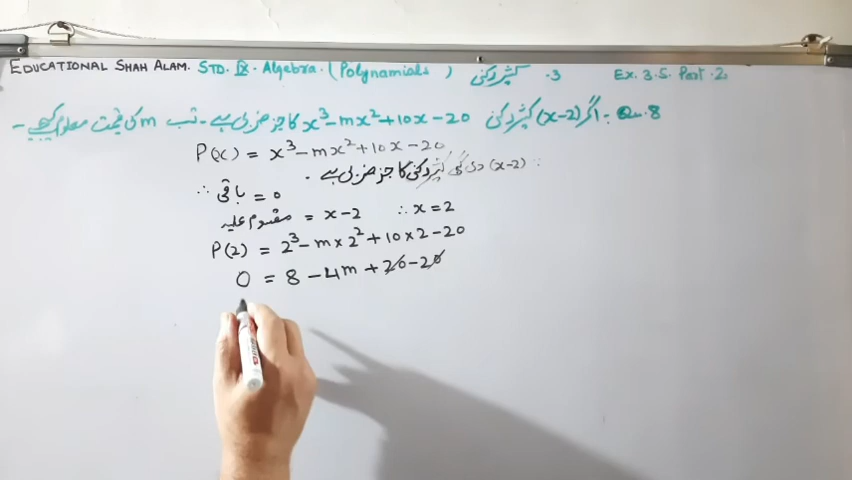 EDUCATIONAL SHAH ALAM. STD. IX. Algebra. (Polynamials) کثیر رکنی .3 Ex. 3.5. Part. 2
Q.8 - اگر (x-2) کثیر رکنی x³-mx²+10x-20 کا جز ضربی ہے - تب m کی قیمت معلوم کیجیے -
P(x) = x³-mx²+10x-20
∵ (x-2) دی گئی کثیر رکنی کا جز ضربی ہے .
∴ باقی = 0
مقسوم علیہ = x-2 ∴ x=2
P(2) = 2³-m×2²+10×2-20
0 = 8-4m+20-20